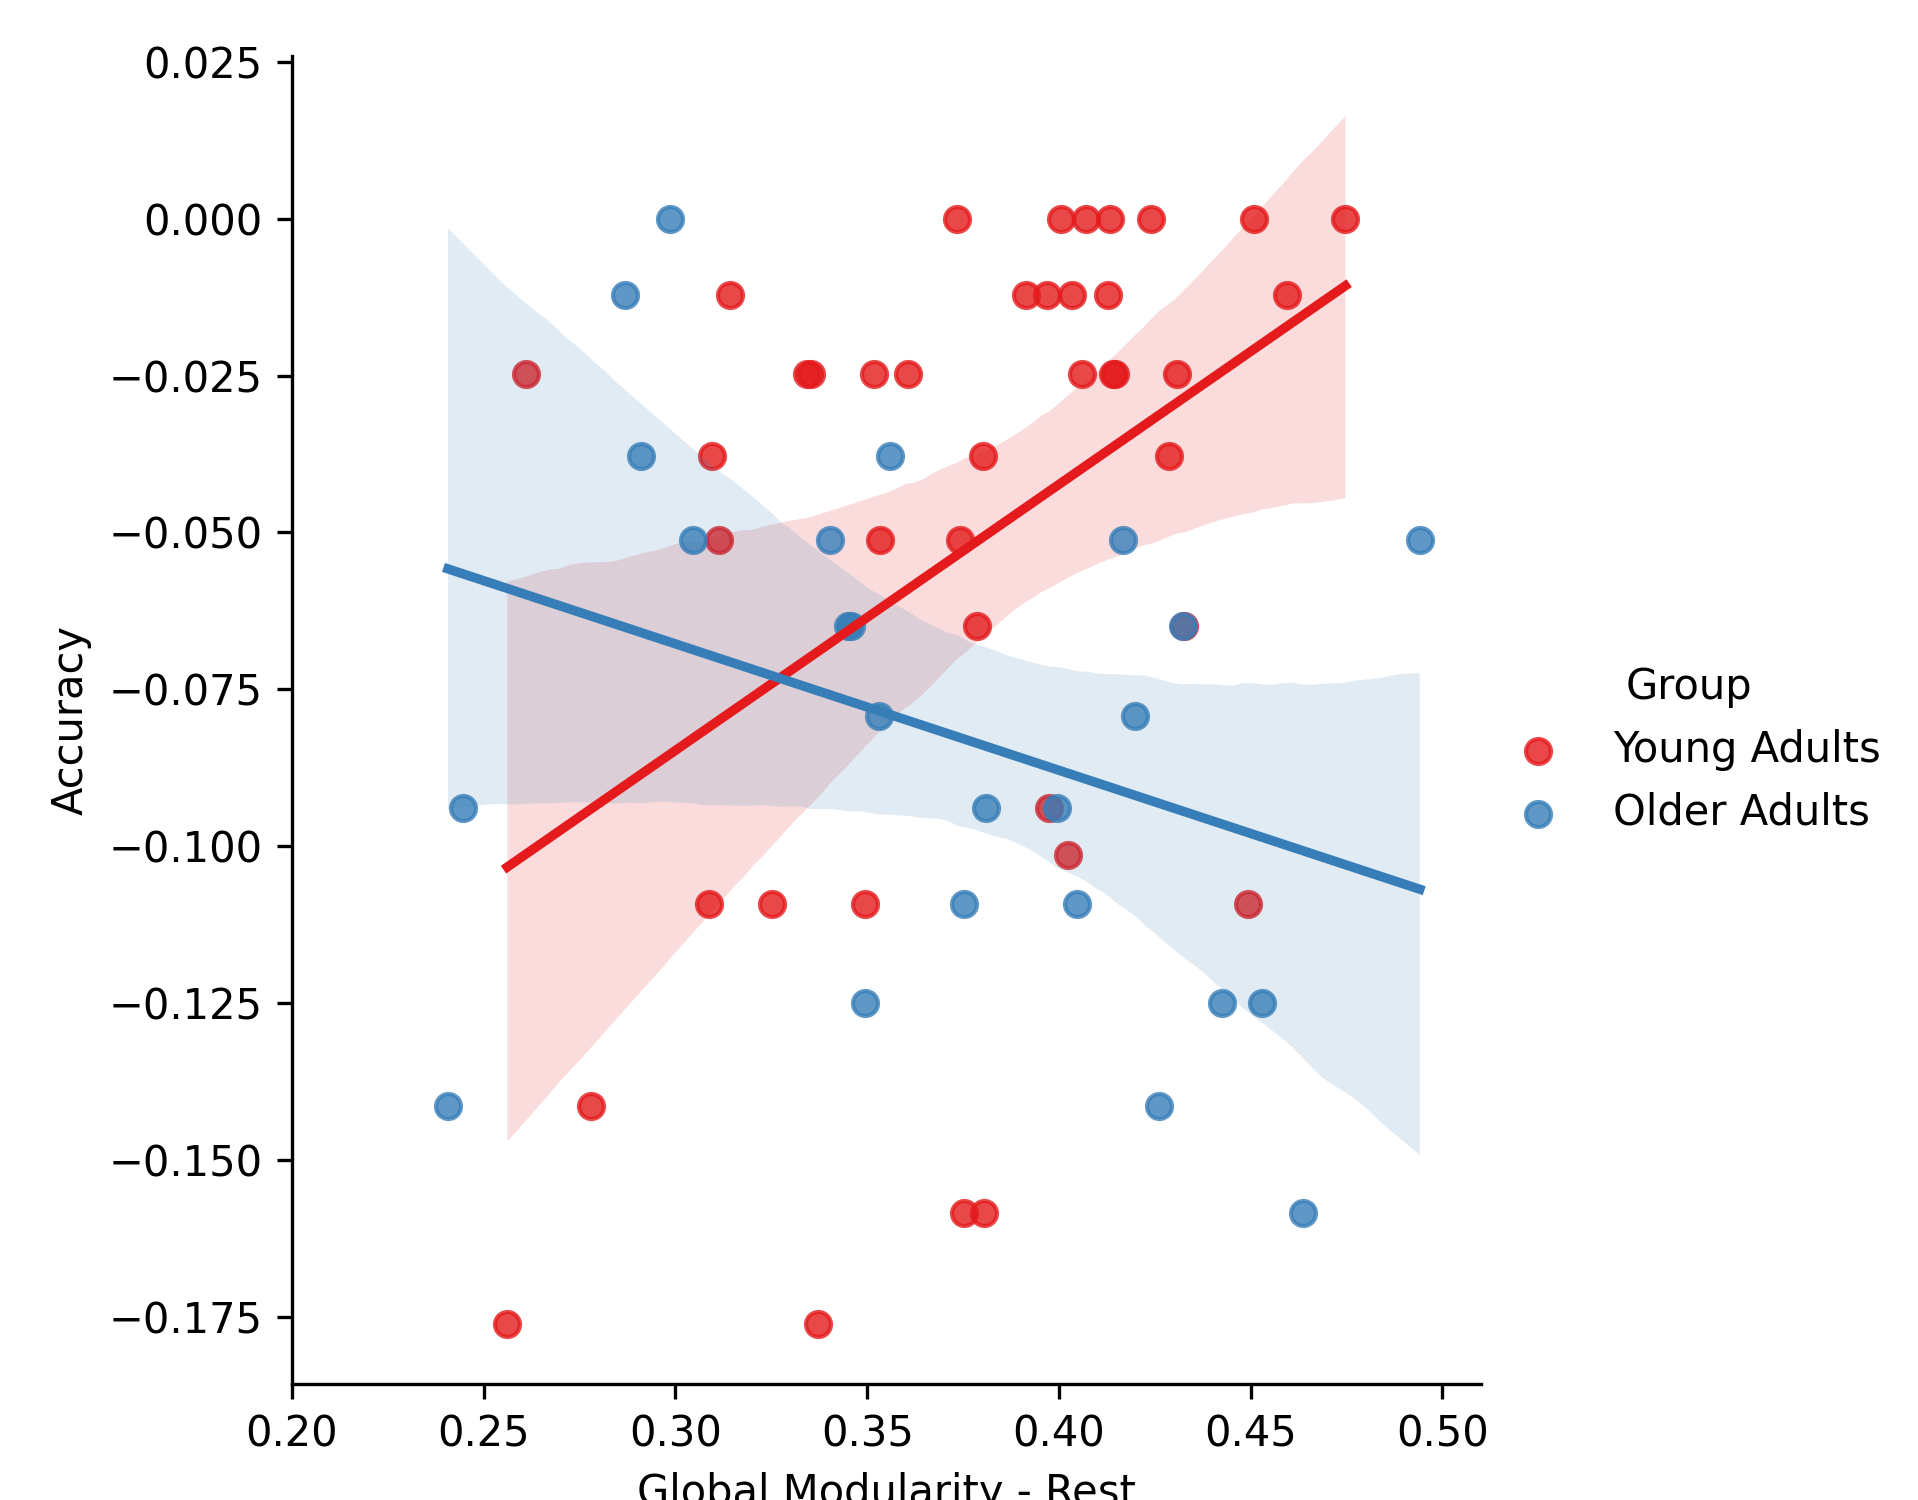 0.025
0.000
−0.025
−0.050
−0.075
−0.100
−0.125
−0.150
−0.175
Accuracy
0.20 0.25 0.30 0.35 0.40 0.45 0.50
Global Modularity - Rest
Group
Young Adults
Older Adults